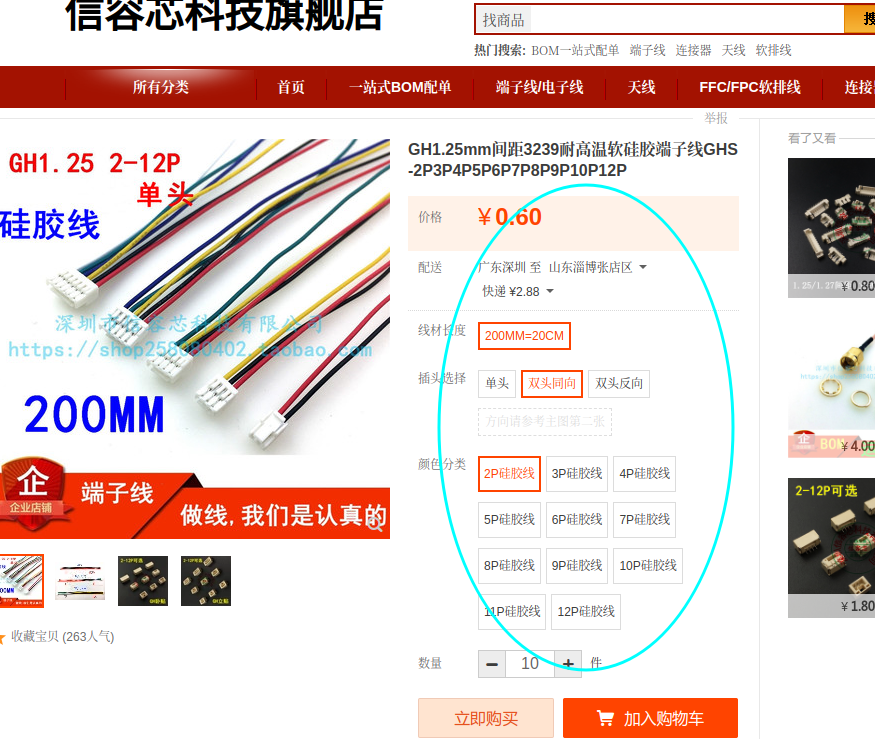 信容芯科技旗舰店
找商品
搜
热门搜索: BOM一站式配单 端子线 连接器 天线 软排线
所有分类 首页 一站式BOM配单 端子线/电子线 天线 FFC/FPC软排线 连接
举报
看了又看
GH1.25 2-12P
单头
硅胶线
深圳市信容芯科技有限公司
200MM
企
企业店铺
端子线
做线,我们是认真的
收藏宝贝 (263人气)
GH1.25mm间距3239耐高温软硅胶端子线GHS
-2P3P4P5P6P7P8P9P10P12P
价格 ¥0.60
配送 广东深圳 至 山东淄博张店区
快递 ¥2.88
线材长度 200MM=20CM
插头选择 单头 双头同向 双头反向
方向请参考主图第二张
颜色分类 2P硅胶线 3P硅胶线 4P硅胶线
5P硅胶线 6P硅胶线 7P硅胶线
8P硅胶线 9P硅胶线 10P硅胶线
11P硅胶线 12P硅胶线
数量 10 件
立即购买 加入购物车
¥0.80
企
¥4.00
2-12P可选
¥1.80